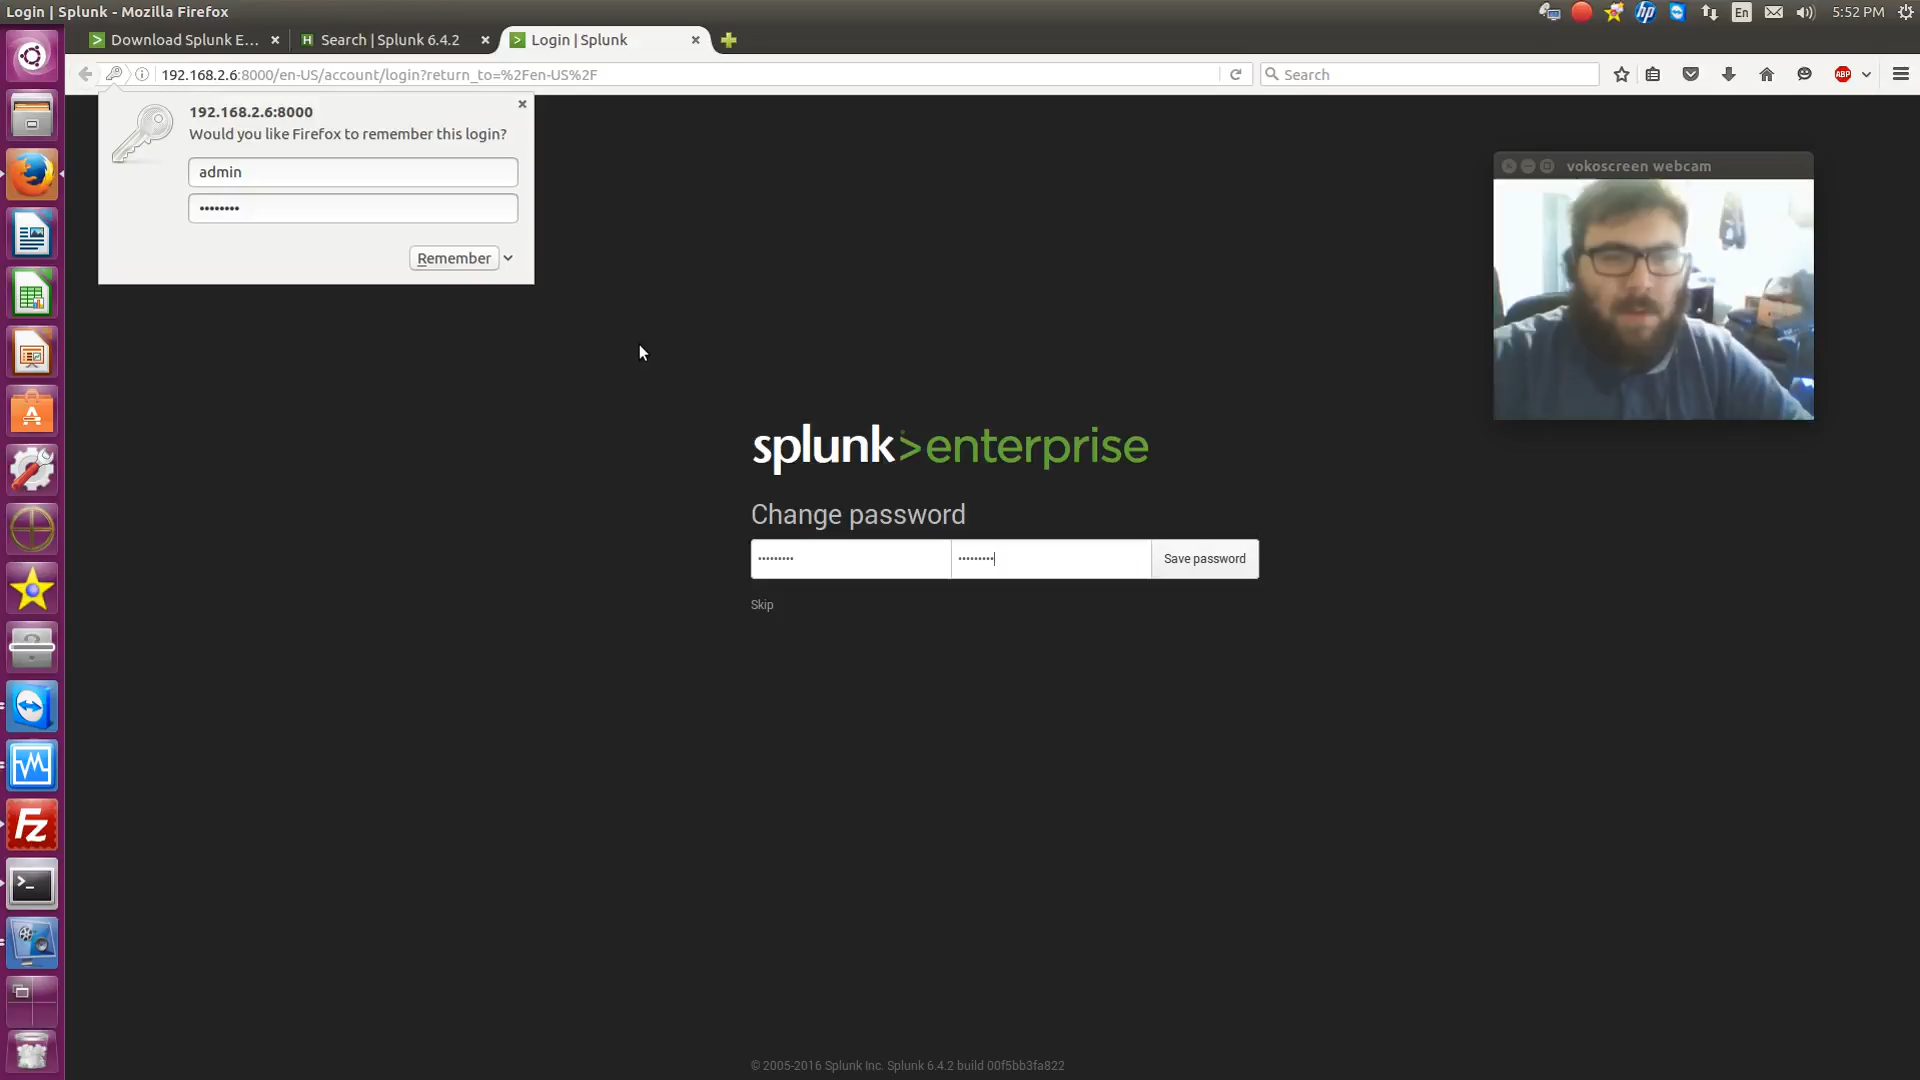 Login | Splunk - Mozilla Firefox
En
5:52 PM
Download Splunk E...
Search | Splunk 6.4.2
Login | Splunk
192.168.2.6:8000/en-US/account/login?return_to=%2Fen-US%2F
Search
ABP
192.168.2.6:8000
Would you like Firefox to remember this login?
admin
••••••••
Remember
vokoscreen webcam
splunk>enterprise
Change password
•••••••••
•••••••••
Save password
Skip
© 2005-2016 Splunk Inc. Splunk 6.4.2 build 00f5bb3fa822